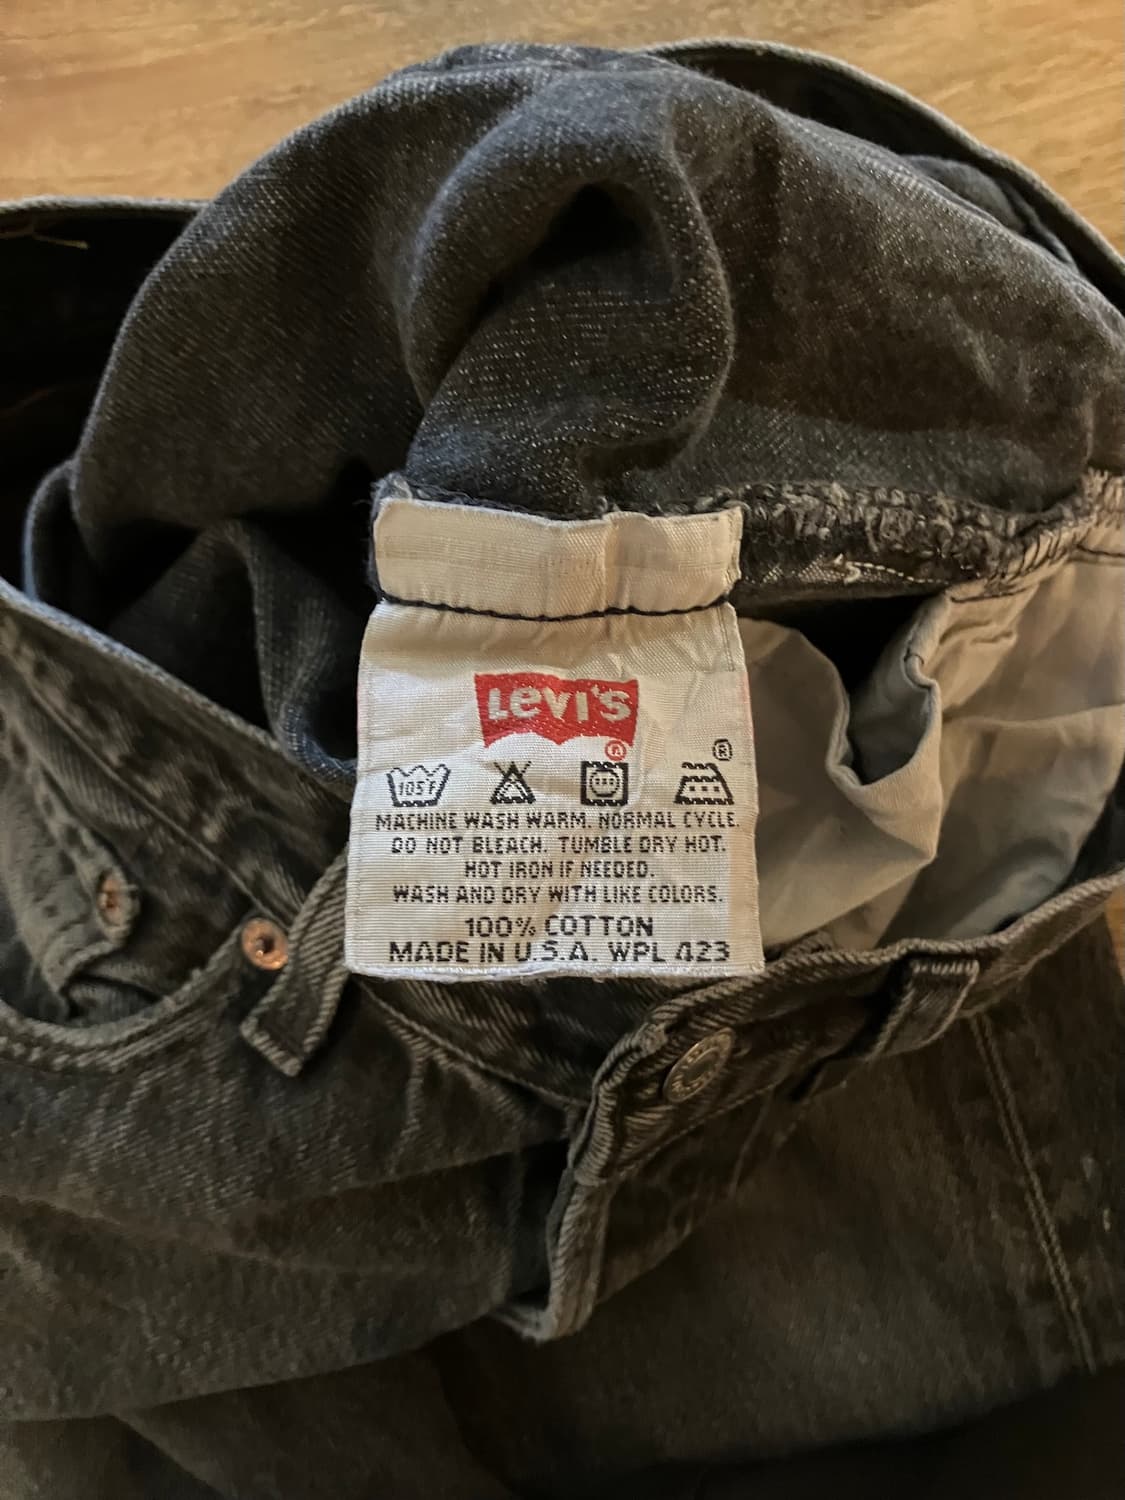 Levi's
®
®
105°F
MACHINE WASH WARM. NORMAL CYCLE.
DO NOT BLEACH. TUMBLE DRY HOT.
HOT IRON IF NEEDED.
WASH AND DRY WITH LIKE COLORS.
100% COTTON
MADE IN U.S.A. WPL 423